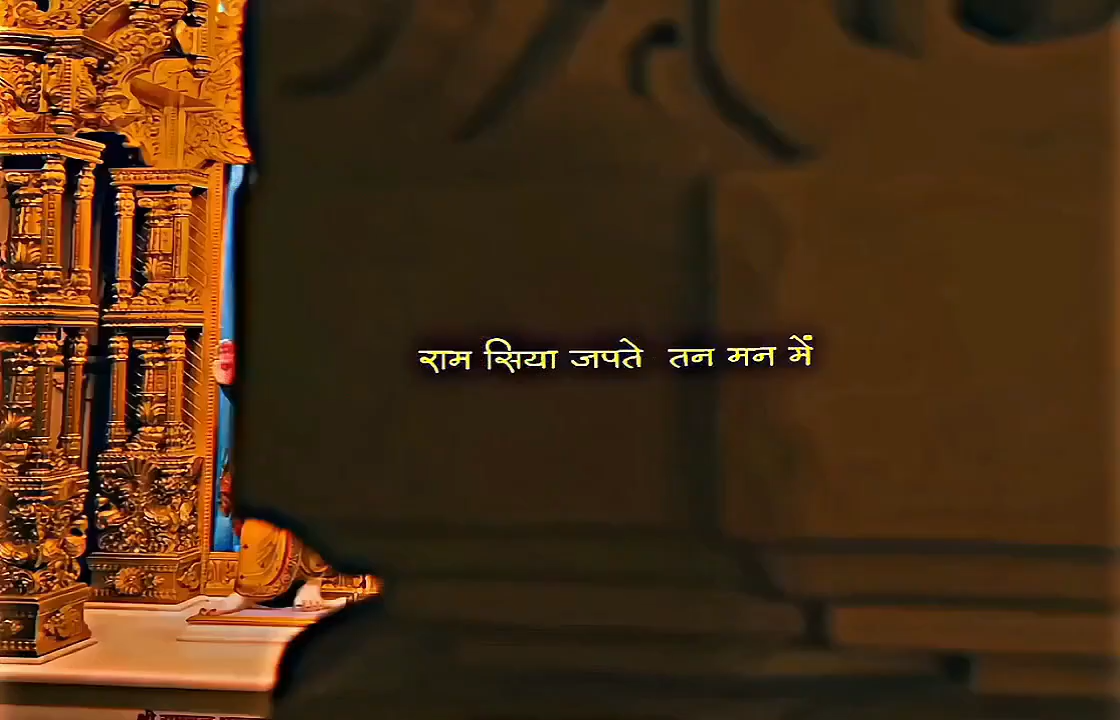 राम सिया जपते तन मन में